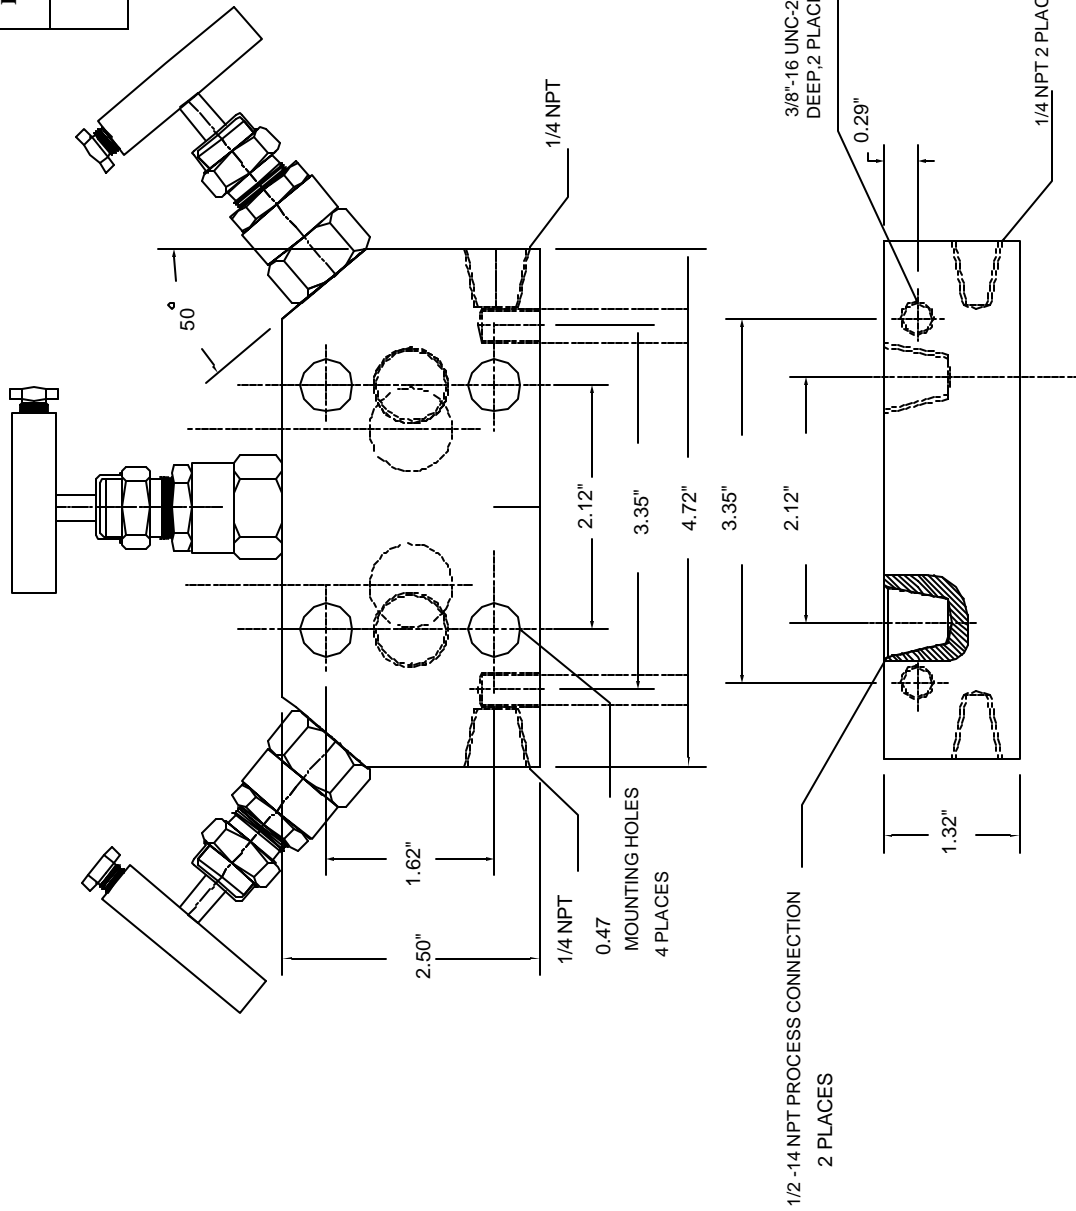 1/4 NPT
50
2.12"
3.35"
4.72"
1.62"
2.50"
1/4 NPT
0.47
MOUNTING HOLES
4 PLACES
3/8"-16 UNC-2
DEEP,2 PLAC
0.29"
1/4 NPT 2 PLAC
3.35"
2.12"
1.32"
1/2 -14 NPT PROCESS CONNECTION
2 PLACES